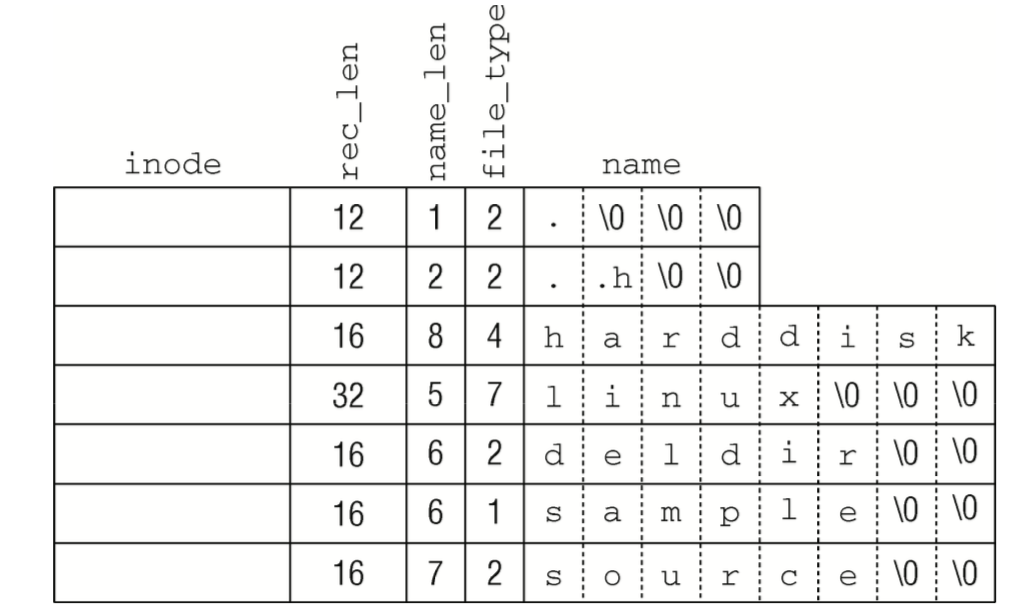 inode rec_len name_len file_type name
12 1 2 . \0 \0 \0
12 2 2 . .h \0 \0
16 8 4 h a r d d i s k
32 5 7 l i n u x \0 \0 \0
16 6 2 d e l d i r \0 \0
16 6 1 s a m p l e \0 \0
16 7 2 s o u r c e \0 \0